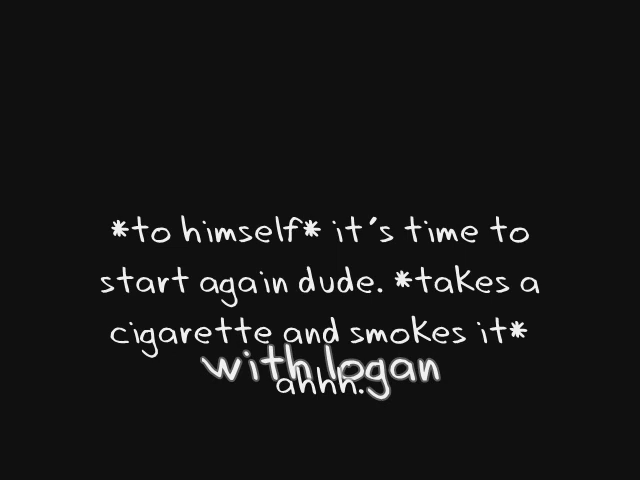 *to himself* it's time to
start again dude. *takes a
cigarette and smokes it*
with logan
ahhh.